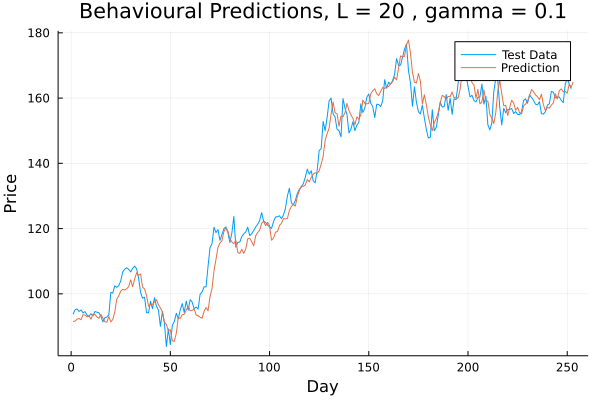 Behavioural Predictions, L = 20 , gamma = 0.1
180
160
140
120
100
Price
0
50
100
150
200
250
Day
Test Data
Prediction